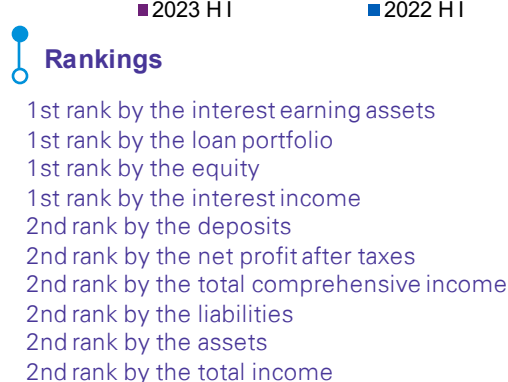 2023 H I 2022 H I
Rankings
1st rank by the interest earning assets
1st rank by the loan portfolio
1st rank by the equity
1st rank by the interest income
2nd rank by the deposits
2nd rank by the net profit after taxes
2nd rank by the total comprehensive income
2nd rank by the liabilities
2nd rank by the assets
2nd rank by the total income